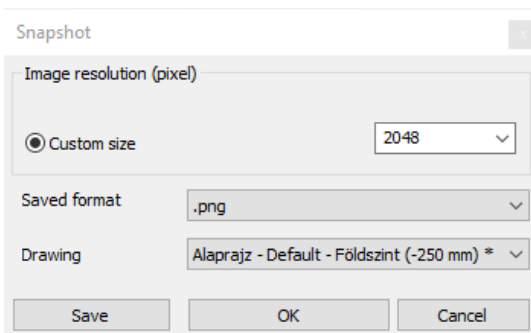 Snapshot
Image resolution (pixel)
Custom size
2048
Saved format
.png
Drawing
Alaprajz - Default - Földszint (-250 mm) *
Save
OK
Cancel